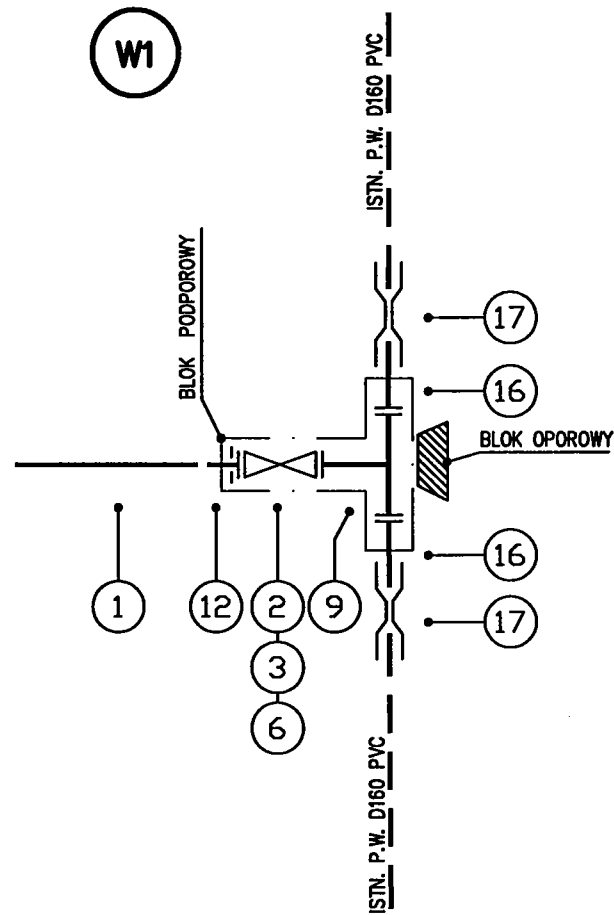 W1
ISTN. P.W. D160 PVC
BLOK PODPOROWY
17
16
BLOK OPOROWY
1
12
2
9
16
3
17
6
ISTN. P.W. D160 PVC